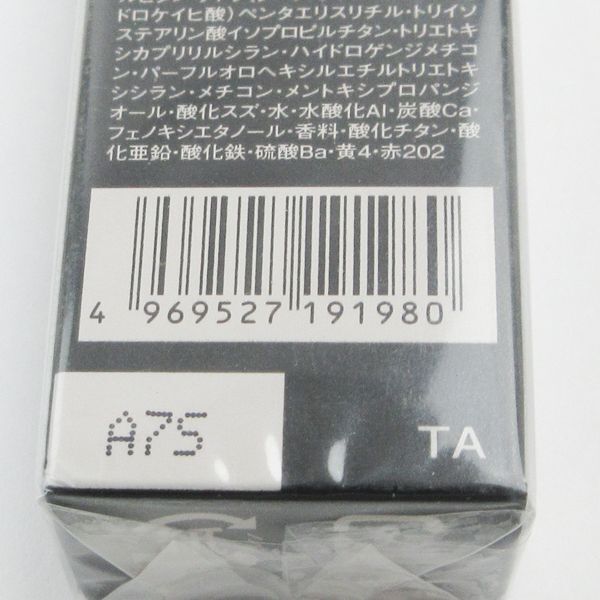 ドロケイヒ酸)ペンタエリスリチル・トリイソ
ステアリン酸イソプロピルチタン・トリエトキ
シカプリリルシラン・ハイドロゲンジメチコ
ン・パーフルオロヘキシルエチルトリエトキ
シシラン・メチコン・メントキシプロパンジ
オール・酸化スズ・水・水酸化Al・炭酸Ca・
フェノキシエタノール・香料・酸化チタン・酸
化亜鉛・酸化鉄・硫酸Ba・黄4・赤202
4 969527 191980
A75
TA